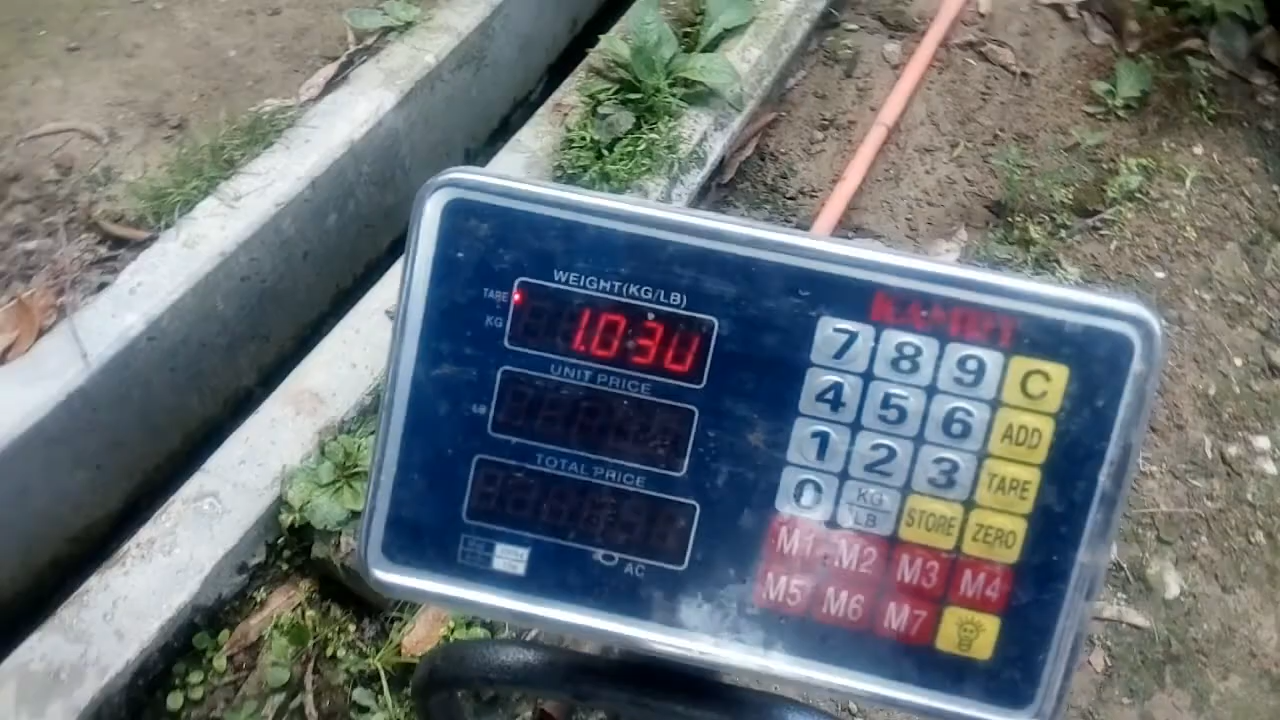 WEIGHT(KG/LB)
TARE
KG
1.030
UNIT PRICE
LB
TOTAL PRICE
AC
7 8 9 C
4 5 6 ADD
1 2 3 TARE
0 KG LB STORE ZERO
M1 M2 M3 M4
M5 M6 M7